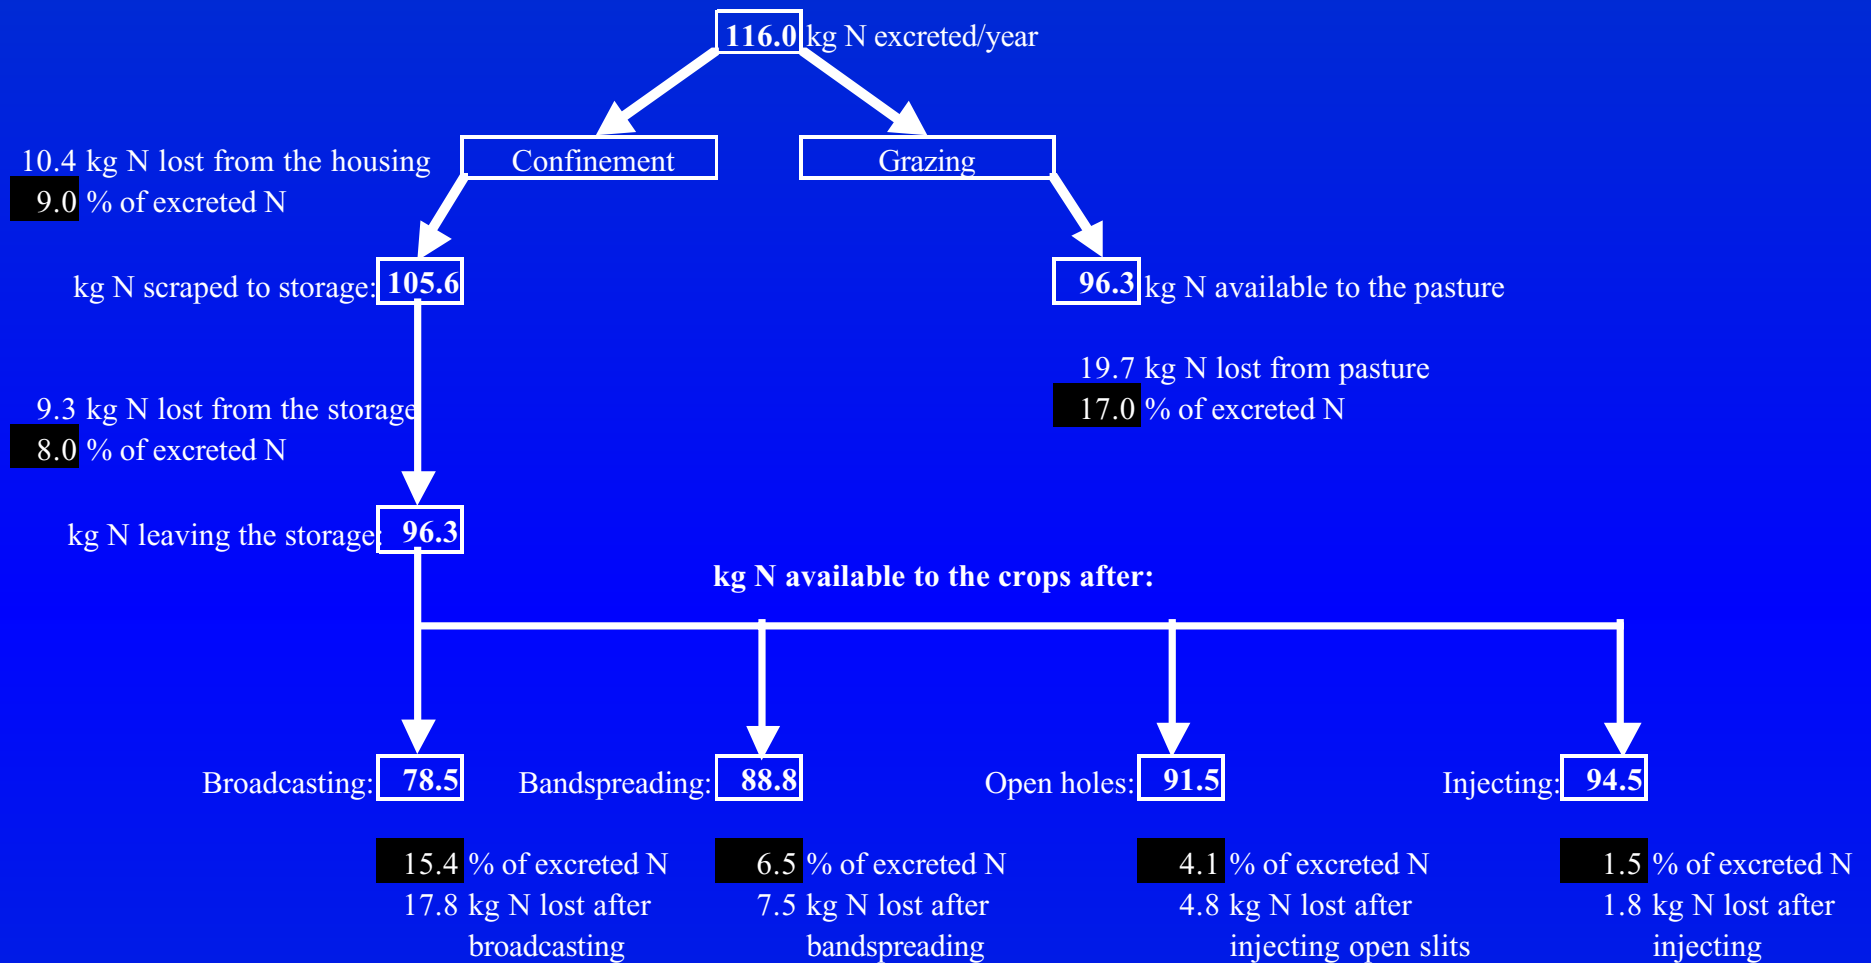 116.0 kg N excreted/year
10.4 kg N lost from the housing
9.0 % of excreted N
Confinement
Grazing
kg N scraped to storage: 105.6
96.3 kg N available to the pasture
19.7 kg N lost from pasture
17.0 % of excreted N
9.3 kg N lost from the storage
8.0 % of excreted N
kg N leaving the storage: 96.3
kg N available to the crops after:
Broadcasting: 78.5
15.4 % of excreted N
17.8 kg N lost after
broadcasting
Bandspreading: 88.8
6.5 % of excreted N
7.5 kg N lost after
bandspreading
Open holes: 91.5
4.1 % of excreted N
4.8 kg N lost after
injecting open slits
Injecting: 94.5
1.5 % of excreted N
1.8 kg N lost after
injecting